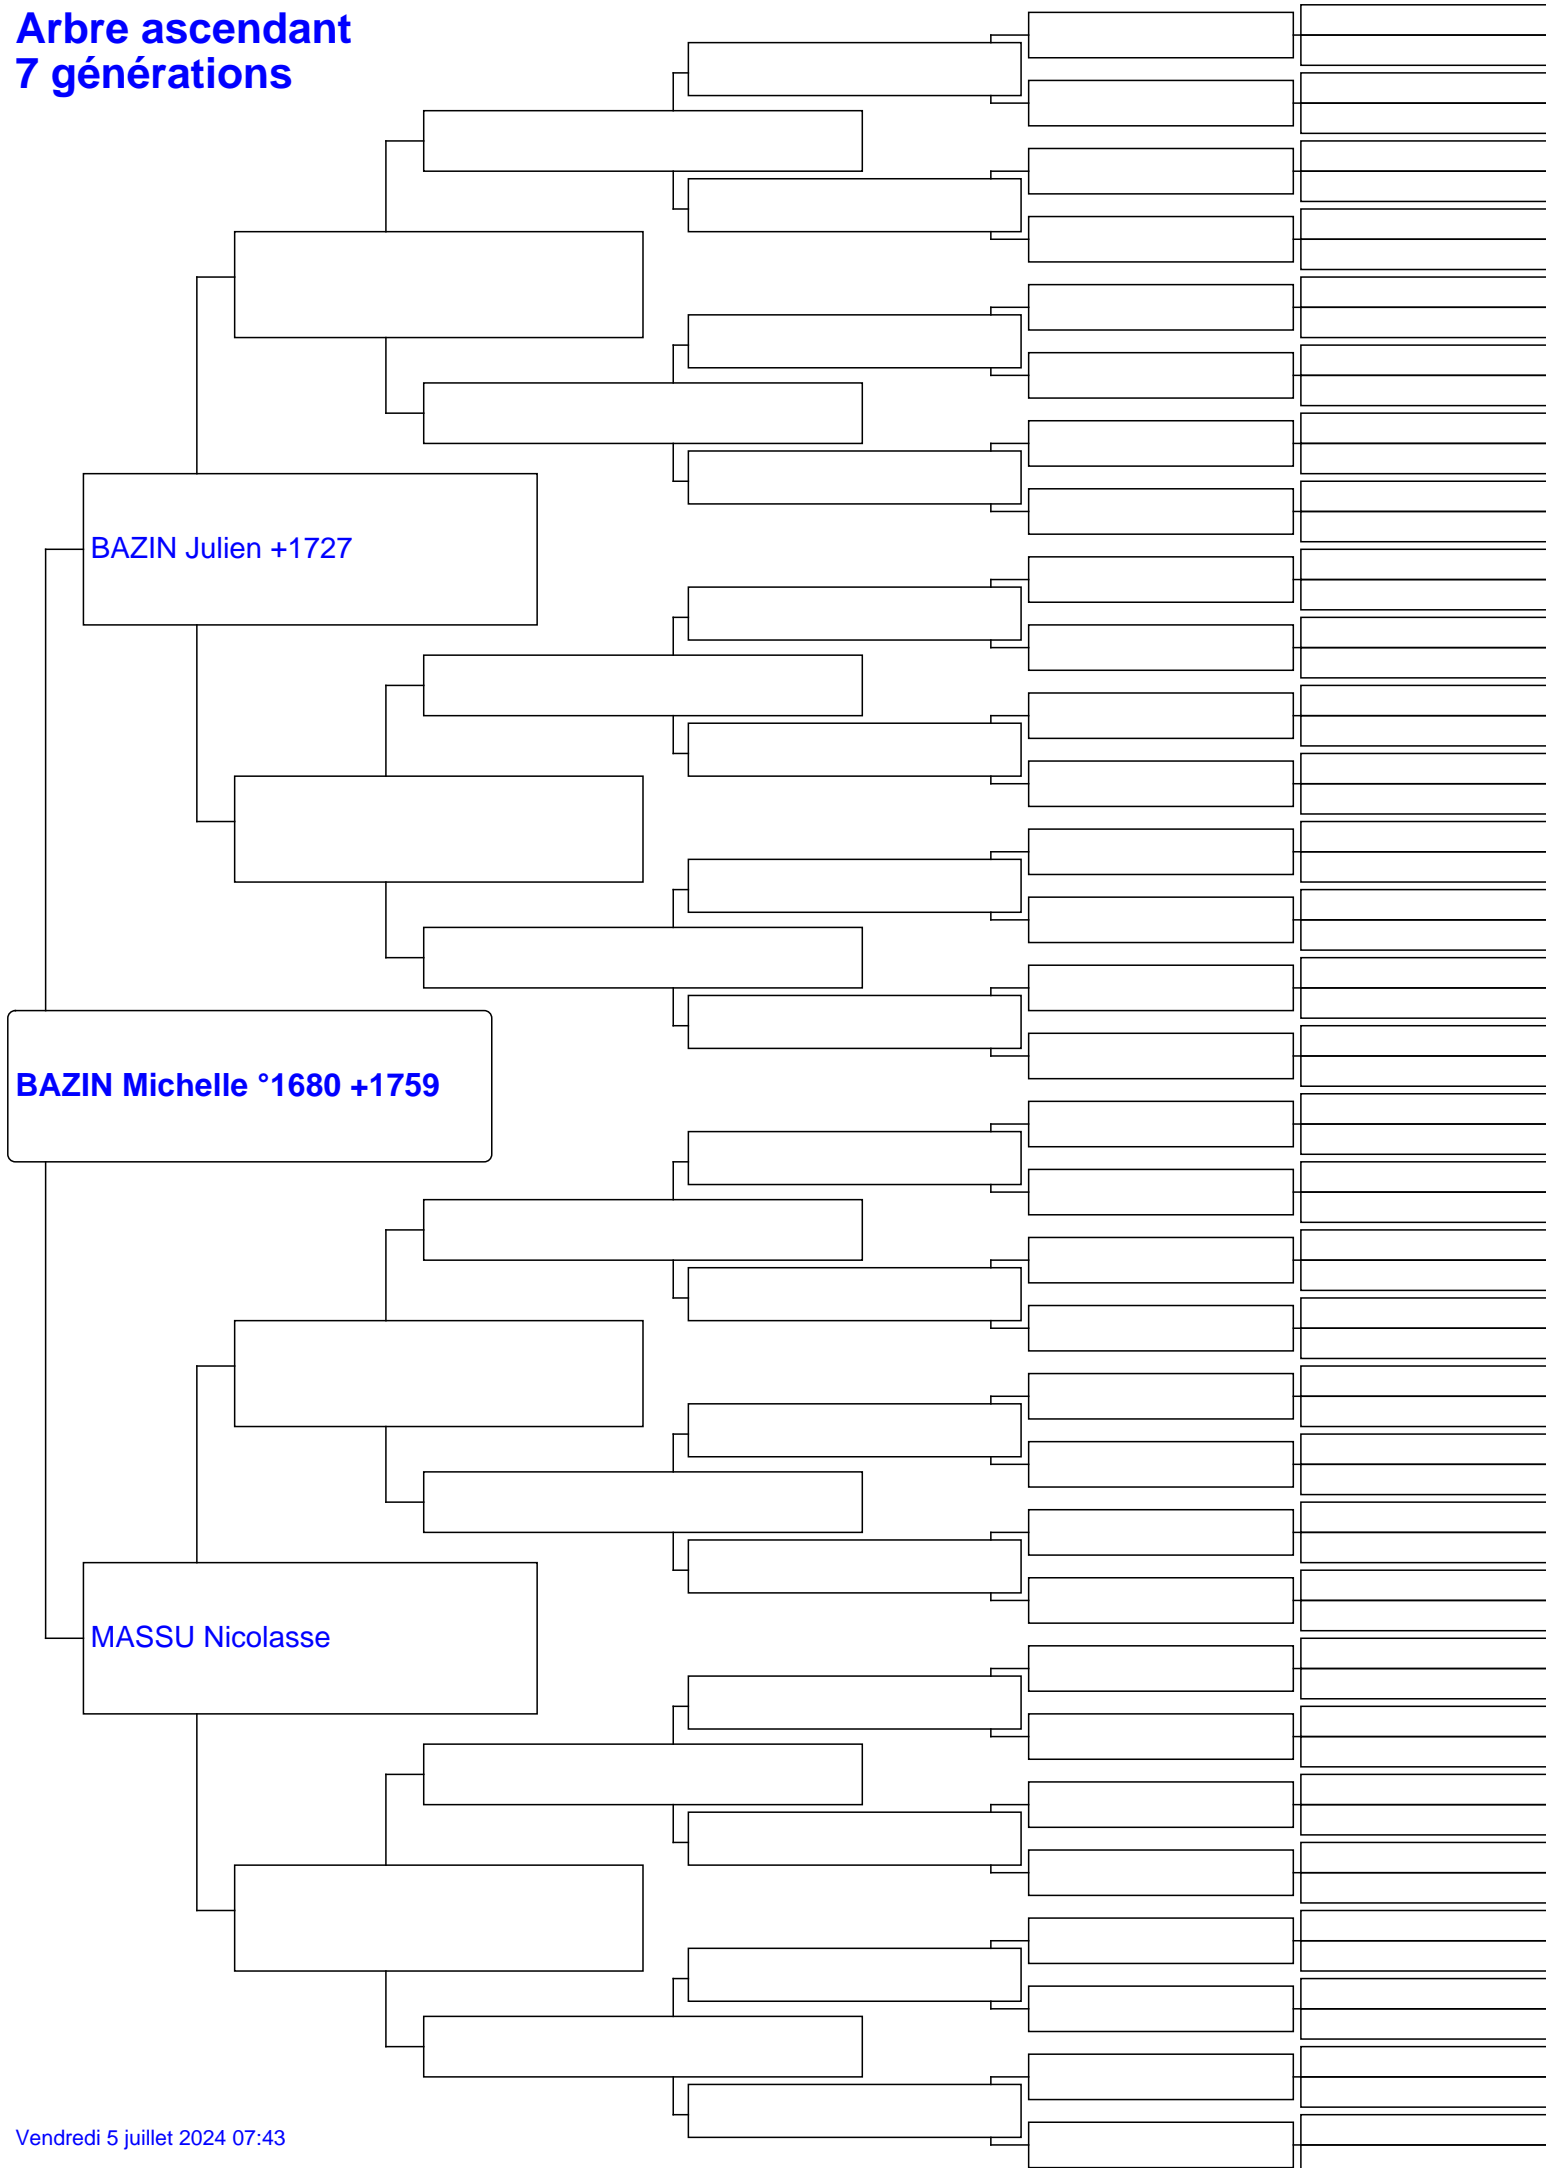 Arbre ascendant
7 générations
BAZIN Julien +1727
BAZIN Michelle °1680 +1759
MASSU Nicolasse
Vendredi 5 juillet 2024 07:43